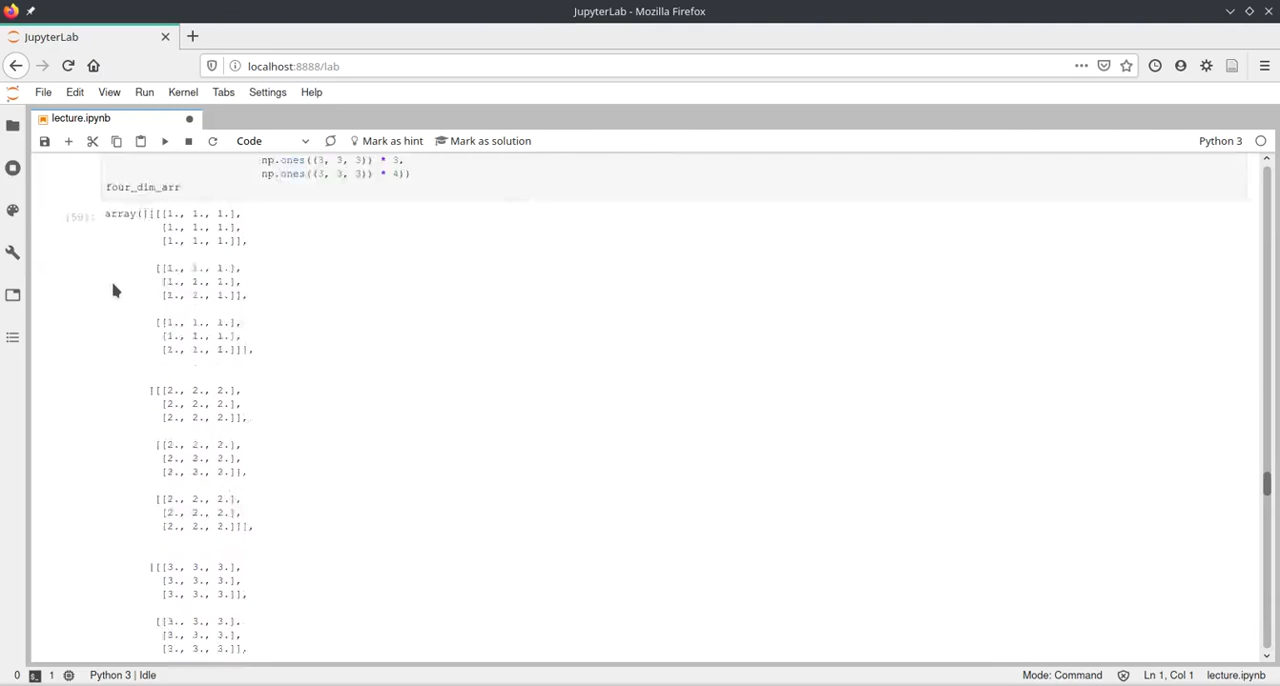 JupyterLab - Mozilla Firefox
JupyterLab
localhost:8888/lab
File Edit View Run Kernel Tabs Settings Help
lecture.ipynb
Code Mark as hint Mark as solution Python 3
np.ones((3, 3, 3)) * 3,
np.ones((3, 3, 3)) * 4))
four_dim_arr
[59]: array([[[[1., 1., 1.],
[1., 1., 1.],
[1., 1., 1.]],
[[1., 1., 1.],
[1., 1., 1.],
[1., 1., 1.]],
[[1., 1., 1.],
[1., 1., 1.],
[1., 1., 1.]]],
[[[2., 2., 2.],
[2., 2., 2.],
[2., 2., 2.]],
[[2., 2., 2.],
[2., 2., 2.],
[2., 2., 2.]],
[[2., 2., 2.],
[2., 2., 2.],
[2., 2., 2.]]],
[[[3., 3., 3.],
[3., 3., 3.],
[3., 3., 3.]],
[[3., 3., 3.],
[3., 3., 3.],
[3., 3., 3.]],
0 1 Python 3 | Idle Mode: Command Ln 1, Col 1 lecture.ipynb